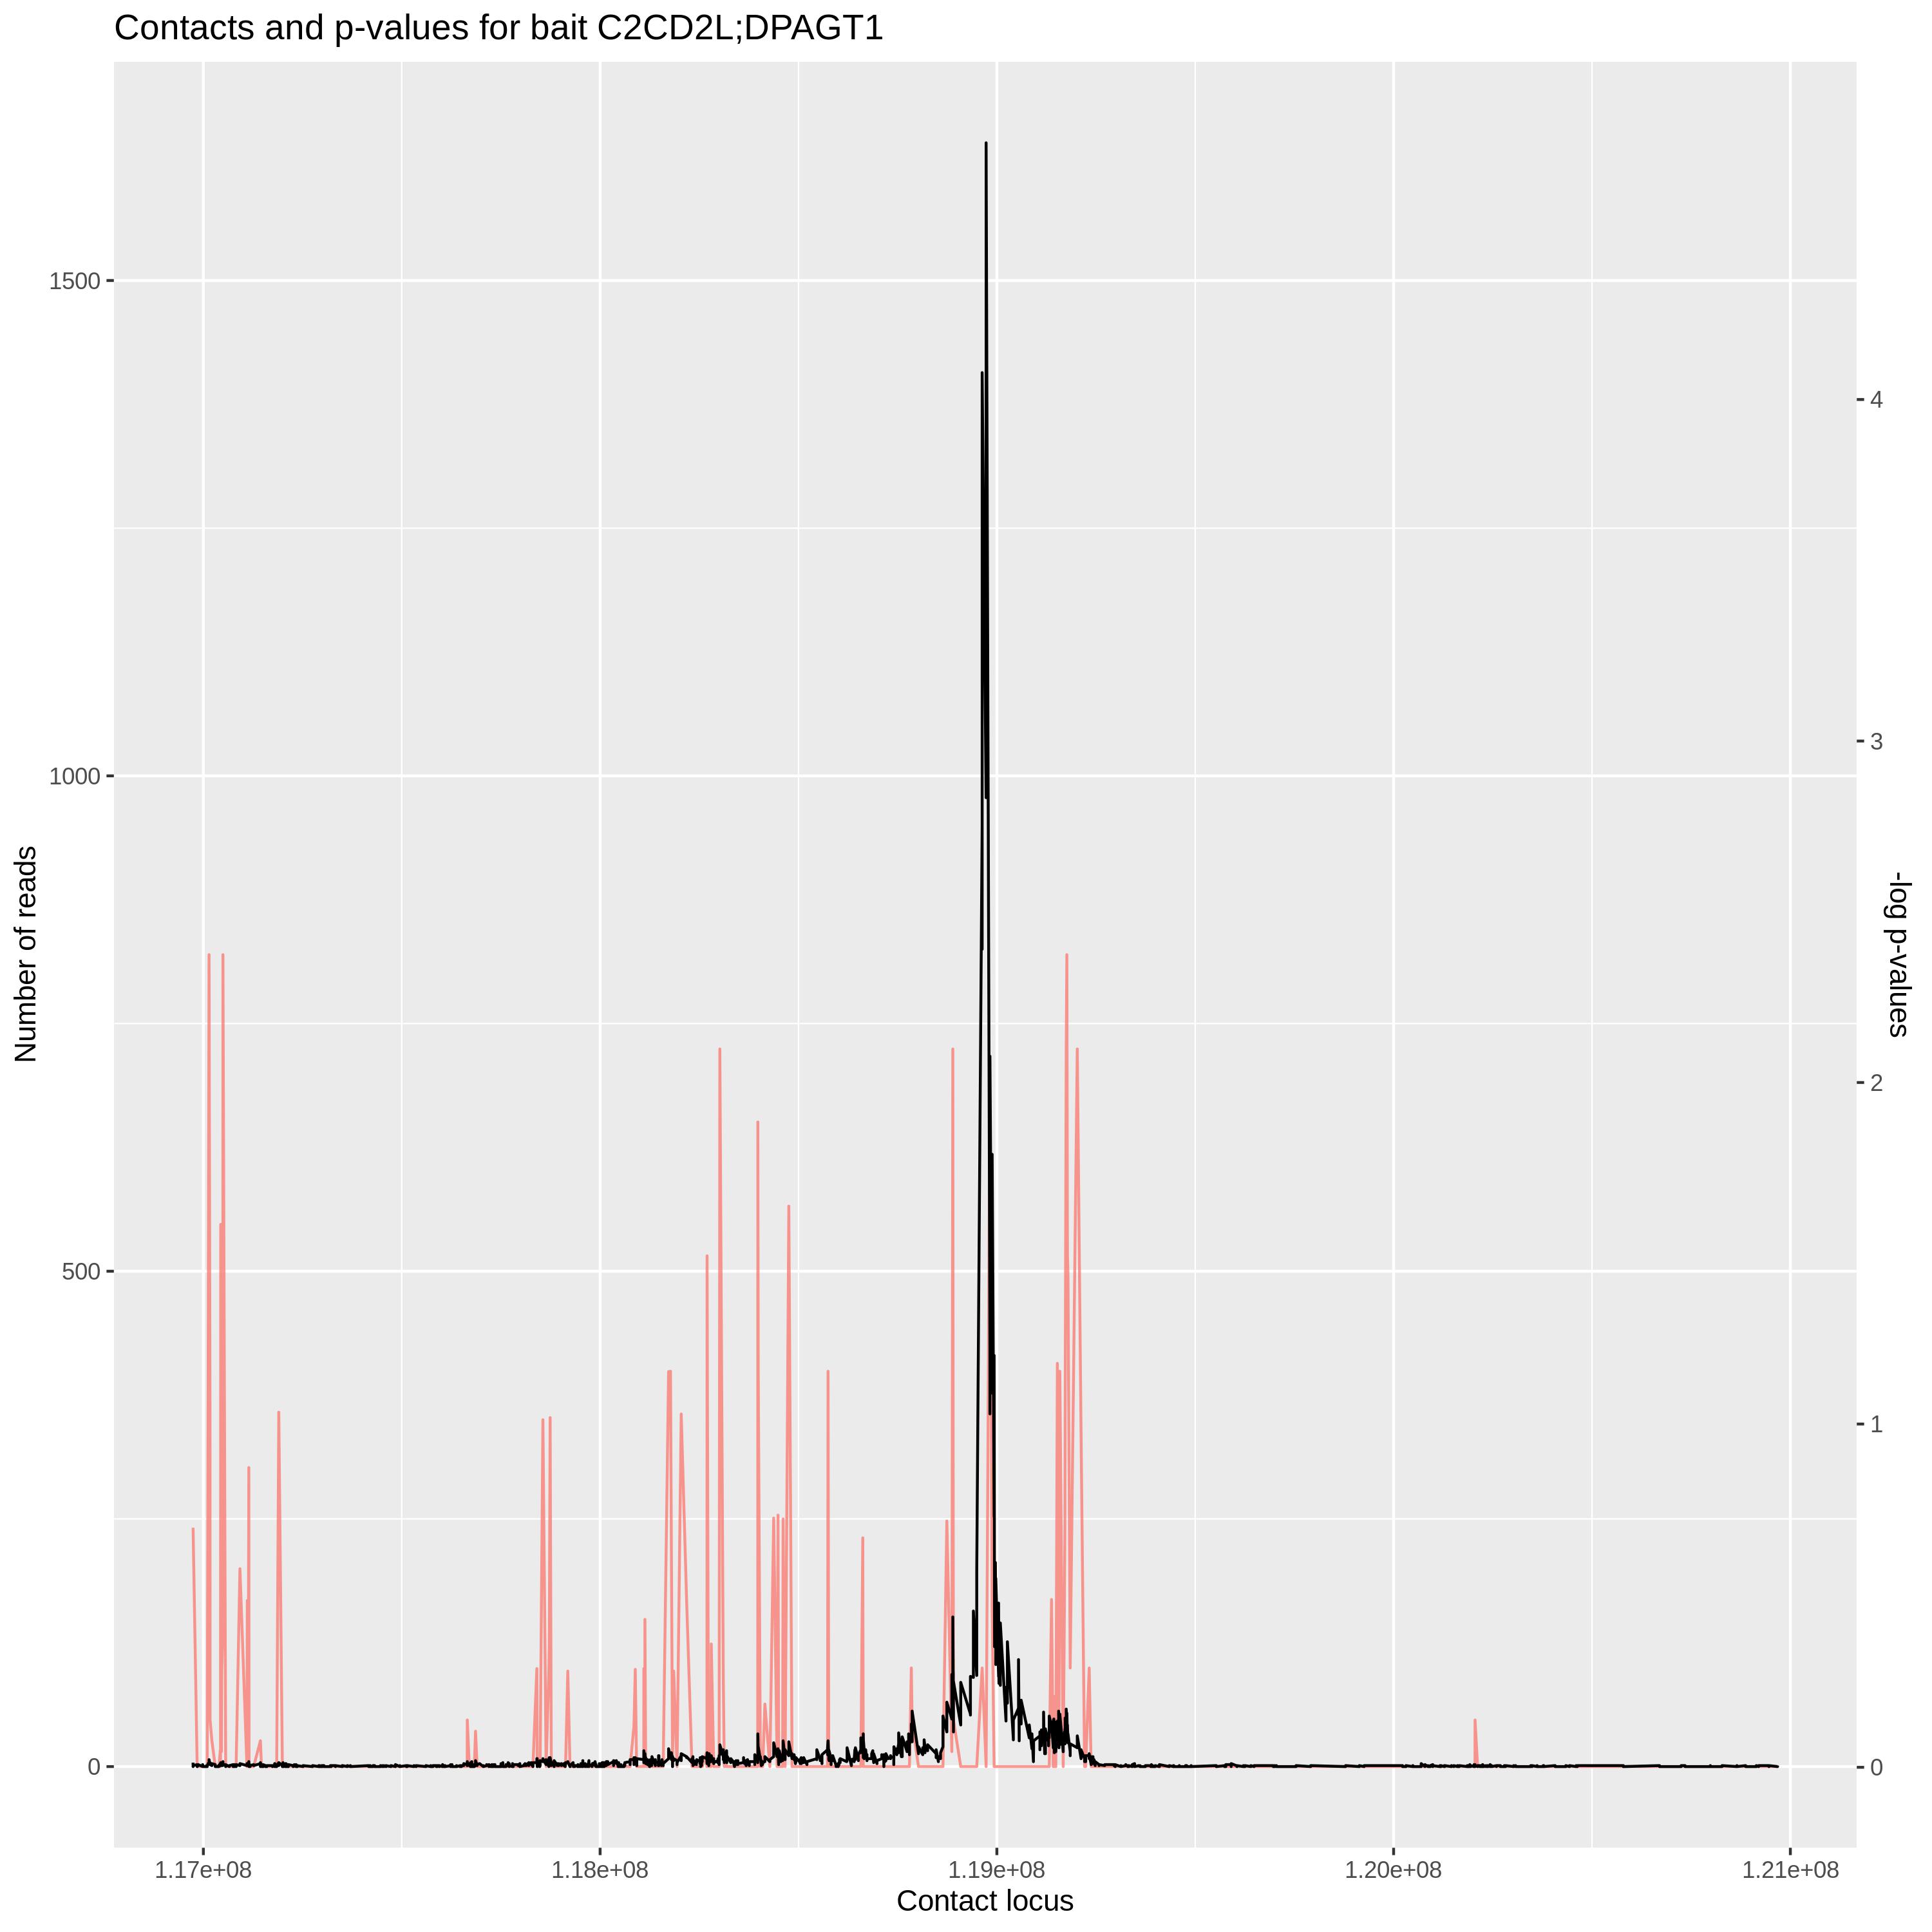 Contacts and p-values for bait C2CD2L;DPAGT1
1500
1000
500
0
Number of reads
4
3
2
1
0
-log p-values
1.17e+08
1.18e+08
1.19e+08
1.20e+08
1.21e+08
Contact locus